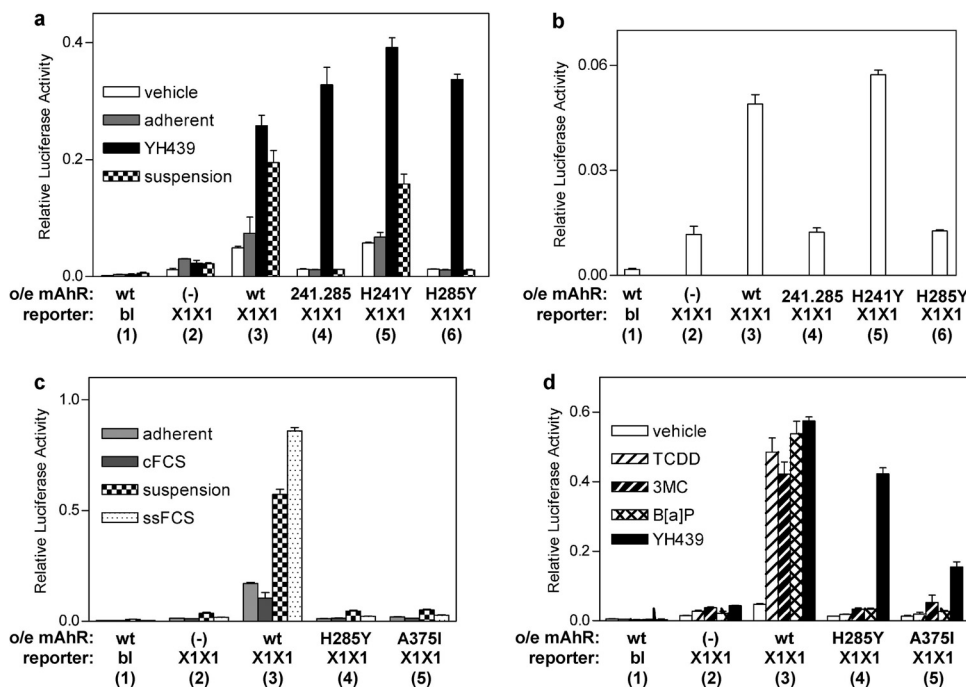 a
Relative Luciferase Activity
0.4
0.2
0.0
vehicle
adherent
YH439
suspension
o/e mAhR: wt (-) wt 241.285 H241Y H285Y
reporter: bl X1X1 X1X1 X1X1 X1X1 X1X1
(1) (2) (3) (4) (5) (6)
b
Relative Luciferase Activity
0.06
0.03
0.00
wt (-) wt 241.285 H241Y H285Y
bl X1X1 X1X1 X1X1 X1X1 X1X1
(1) (2) (3) (4) (5) (6)
c
Relative Luciferase Activity
1.0
0.5
0.0
adherent
cFCS
suspension
ssFCS
o/e mAhR: wt (-) wt H285Y A375I
reporter: bl X1X1 X1X1 X1X1 X1X1
(1) (2) (3) (4) (5)
d
Relative Luciferase Activity
0.6
0.4
0.2
0.0
vehicle
TCDD
3MC
B[a]P
YH439
o/e mAhR: wt (-) wt H285Y A375I
reporter: bl X1X1 X1X1 X1X1 X1X1
(1) (2) (3) (4) (5)